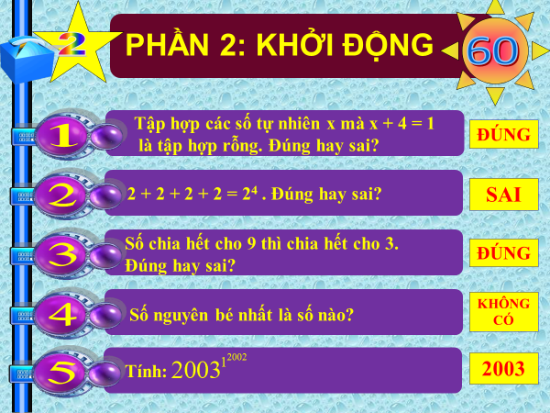 2
PHẦN 2: KHỞI ĐỘNG
60
1
Tập hợp các số tự nhiên x mà x + 4 = 1
là tập hợp rỗng. Đúng hay sai?
ĐÚNG
2
2 + 2 + 2 + 2 = 2⁴ . Đúng hay sai?
SAI
3
Số chia hết cho 9 thì chia hết cho 3.
Đúng hay sai?
ĐÚNG
4
Số nguyên bé nhất là số nào?
KHÔNG
CÓ
5
Tính: 2003^1^2002
2003